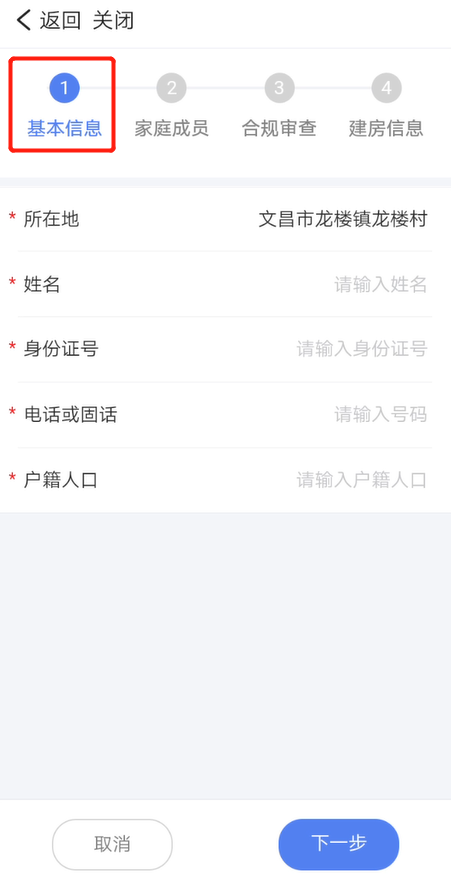 返回 关闭
1 2 3 4
基本信息 家庭成员 合规审查 建房信息
* 所在地 文昌市龙楼镇龙楼村
* 姓名 请输入姓名
* 身份证号 请输入身份证号
* 电话或固话 请输入号码
* 户籍人口 请输入户籍人口
取消 下一步